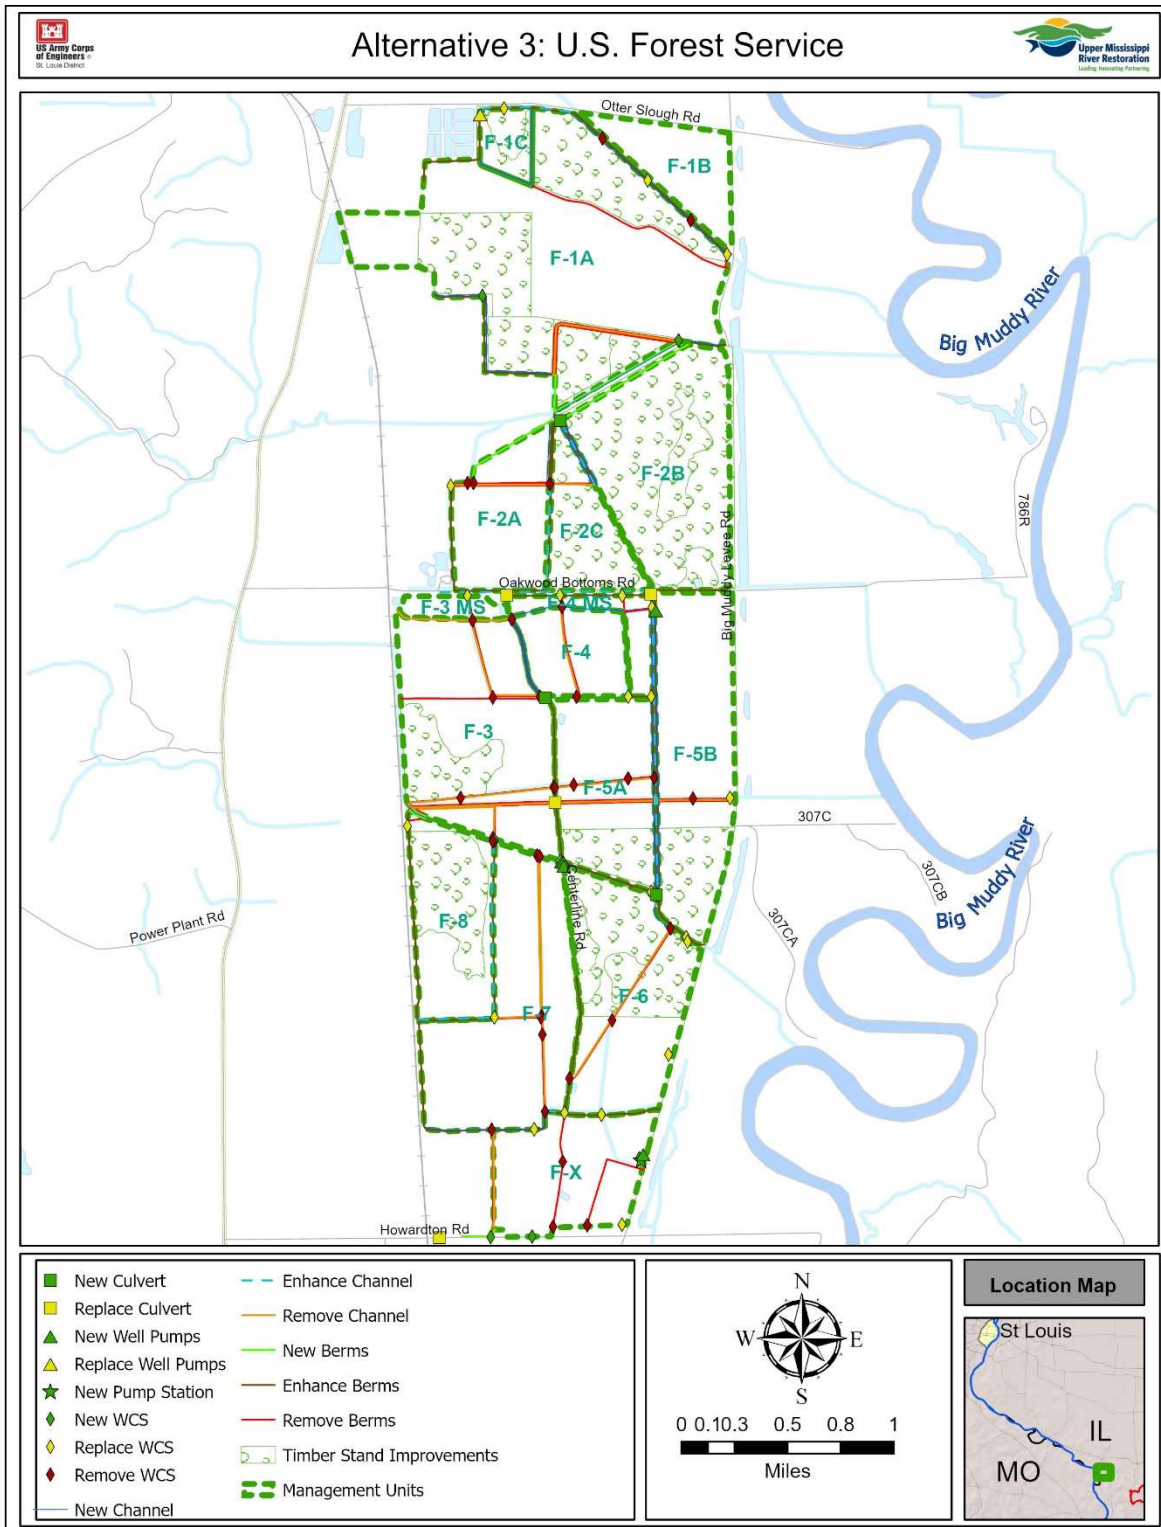 US Army Corps
of Engineers ®
St. Louis District
Alternative 3: U.S. Forest Service
Upper Mississippi
River Restoration
Leading Innovating Partnering
Otter Slough Rd
F-1C
F-1B
F-1A
Big Muddy River
F-2B
786R
F-2A
F-2C
Big Muddy Levee Rd
Oakwood Bottoms Rd
F-3 MS
F-4 MS
F-4
F-3
F-5B
F-5A
307C
307CB
Big Muddy River
Centerline Rd
307CA
Power Plant Rd
F-8
F-6
F-7
F-X
Howardton Rd
New Culvert
Replace Culvert
New Well Pumps
Replace Well Pumps
New Pump Station
New WCS
Replace WCS
Remove WCS
New Channel
Enhance Channel
Remove Channel
New Berms
Enhance Berms
Remove Berms
Timber Stand Improvements
Management Units
N
W E
S
0 0.10.3 0.5 0.8 1
Miles
Location Map
St Louis
IL
MO